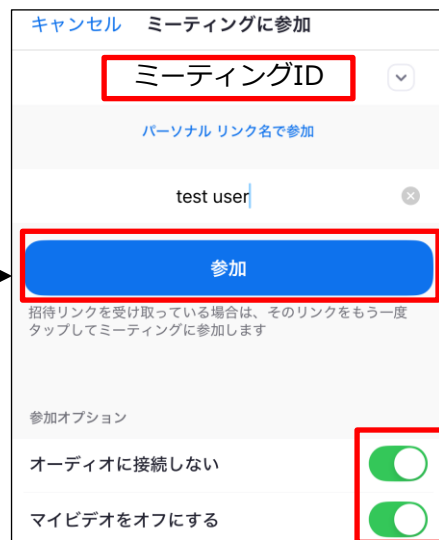 キャンセル ミーティングに参加
ミーティングID
パーソナル リンク名で参加
test user
参加
招待リンクを受け取っている場合は、そのリンクをもう一度
タップしてミーティングに参加します
参加オプション
オーディオに接続しない
マイビデオをオフにする